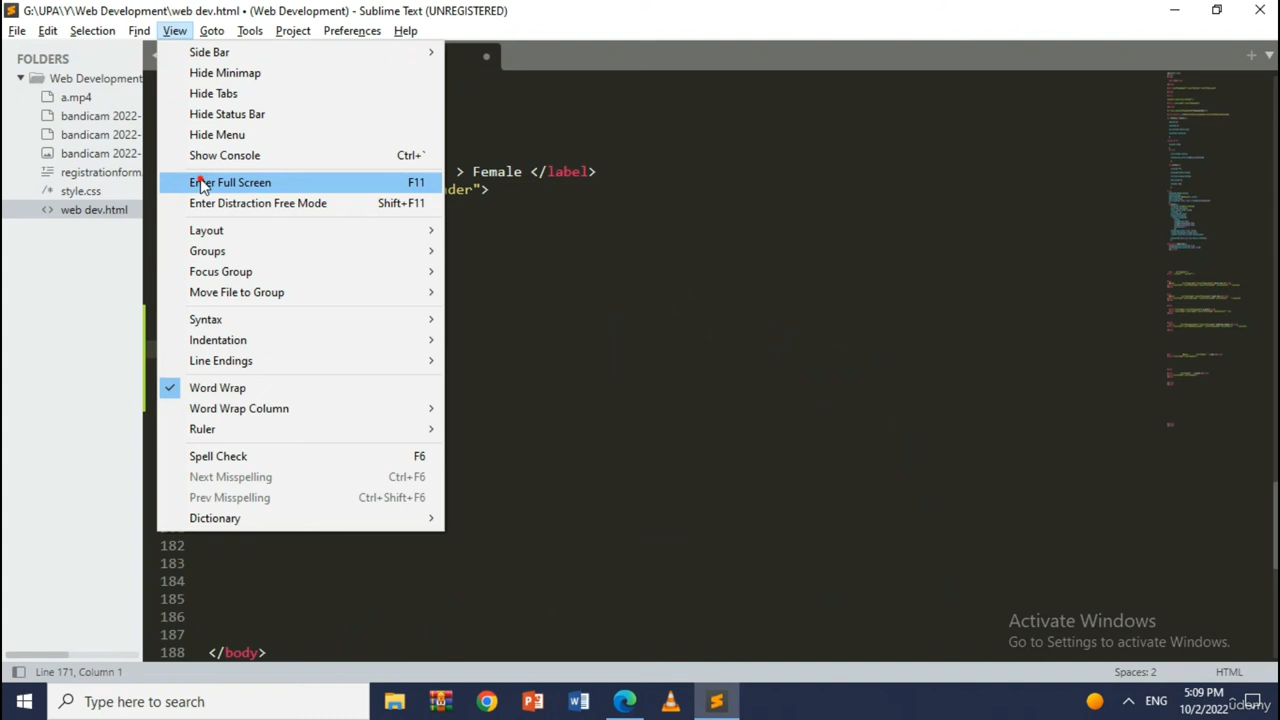 G:\UPA\Y\Web Development\web dev.html • (Web Development) - Sublime Text (UNREGISTERED)
File Edit Selection Find View Goto Tools Project Preferences Help
FOLDERS
Web Development
a.mp4
bandicam 2022-
bandicam 2022-
bandicam 2022-
registrationform.
style.css
web dev.html
Side Bar
Hide Minimap
Hide Tabs
Hide Status Bar
Hide Menu
Show Console Ctrl+`
Enter Full Screen F11
Enter Distraction Free Mode Shift+F11
Layout
Groups
Focus Group
Move File to Group
Syntax
Indentation
Line Endings
Word Wrap
Word Wrap Column
Ruler
Spell Check F6
Next Misspelling Ctrl+F6
Prev Misspelling Ctrl+Shift+F6
Dictionary
> Female </label>
der">
182
183
184
185
186
187
188 </body>
Activate Windows
Go to Settings to activate Windows.
Line 171, Column 1 Spaces: 2 HTML
Type here to search
ENG
5:09 PM
10/2/2022
udemy